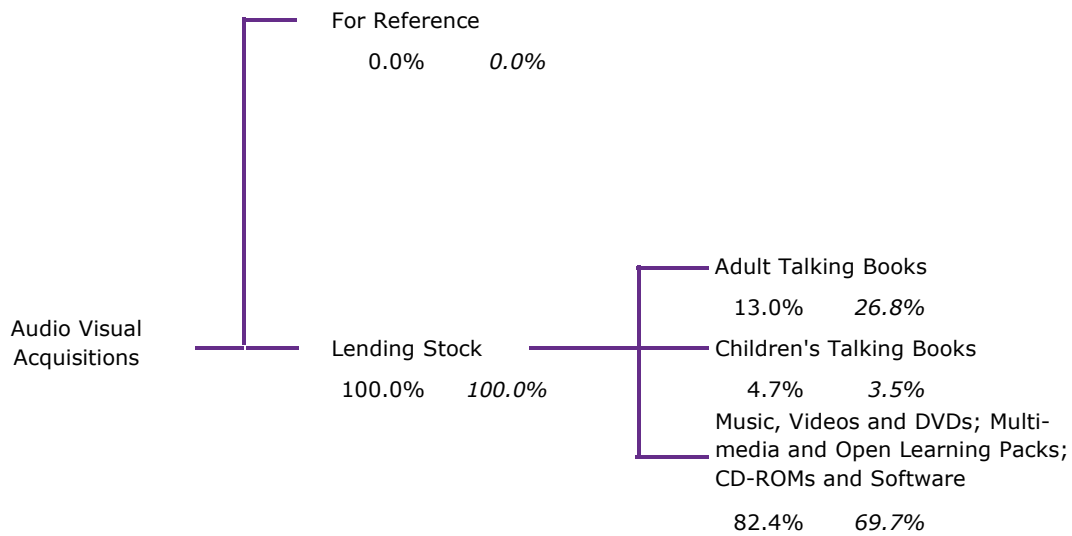 For Reference
0.0% 0.0%
Adult Talking Books
13.0% 26.8%
Audio Visual
Acquisitions
Lending Stock
100.0% 100.0%
Children's Talking Books
4.7% 3.5%
Music, Videos and DVDs; Multi-
media and Open Learning Packs;
CD-ROMs and Software
82.4% 69.7%